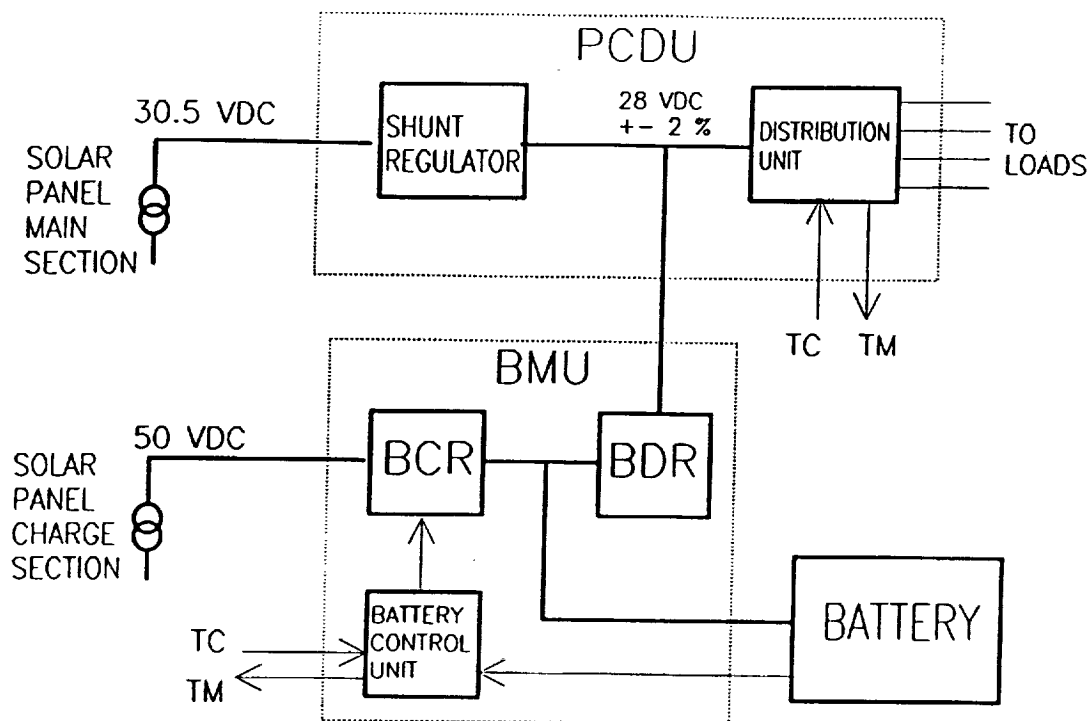 PCDU
30.5 VDC
28 VDC
+- 2 %
SHUNT
REGULATOR
DISTRIBUTION
UNIT
TO
LOADS
SOLAR
PANEL
MAIN
SECTION
TC
TM
BMU
50 VDC
BCR
BDR
SOLAR
PANEL
CHARGE
SECTION
BATTERY
CONTROL
UNIT
BATTERY
TC
TM